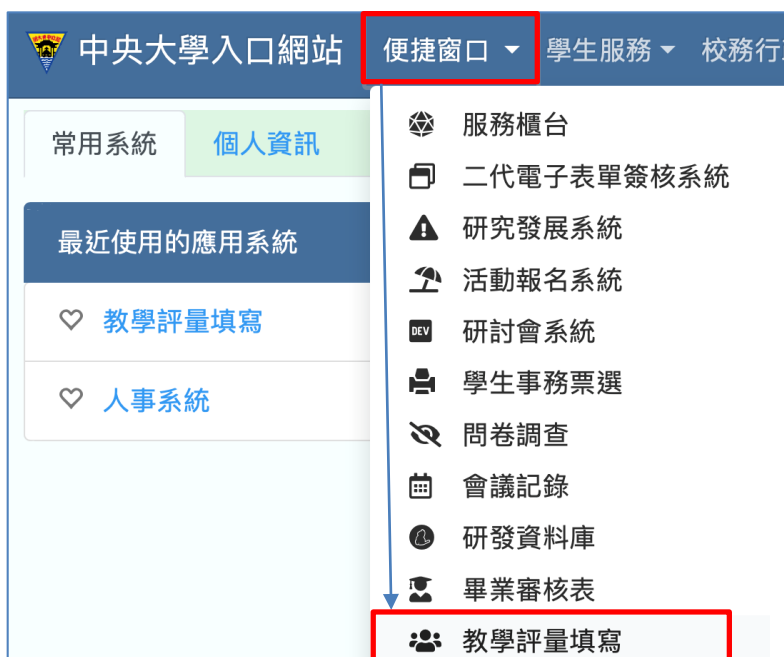 中央大學入口網站 便捷窗口 學生服務 校務行
常用系統 個人資訊
最近使用的應用系統
教學評量填寫
人事系統
服務櫃台
二代電子表單簽核系統
研究發展系統
活動報名系統
DEV 研討會系統
學生事務票選
問卷調查
會議記錄
研發資料庫
畢業審核表
教學評量填寫